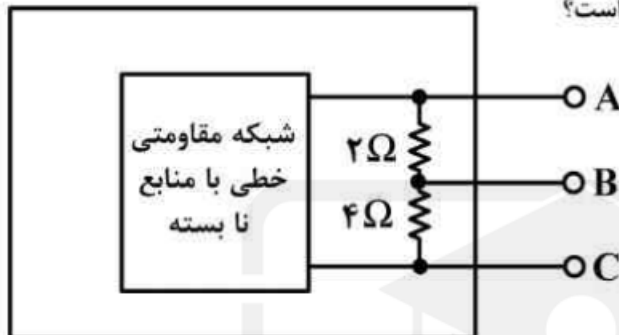 است؟
A
شبکه مقاومتی
خطی با منابع
نا بسته
۲Ω
B
۴Ω
C